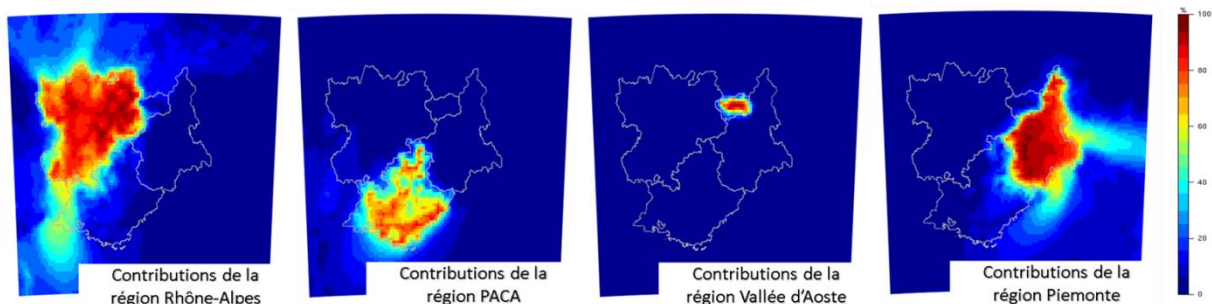 %
100
80
60
40
20
0
Contributions de la
région Rhône-Alpes
Contributions de la
région PACA
Contributions de la
région Vallée d'Aoste
Contributions de la
région Piemonte